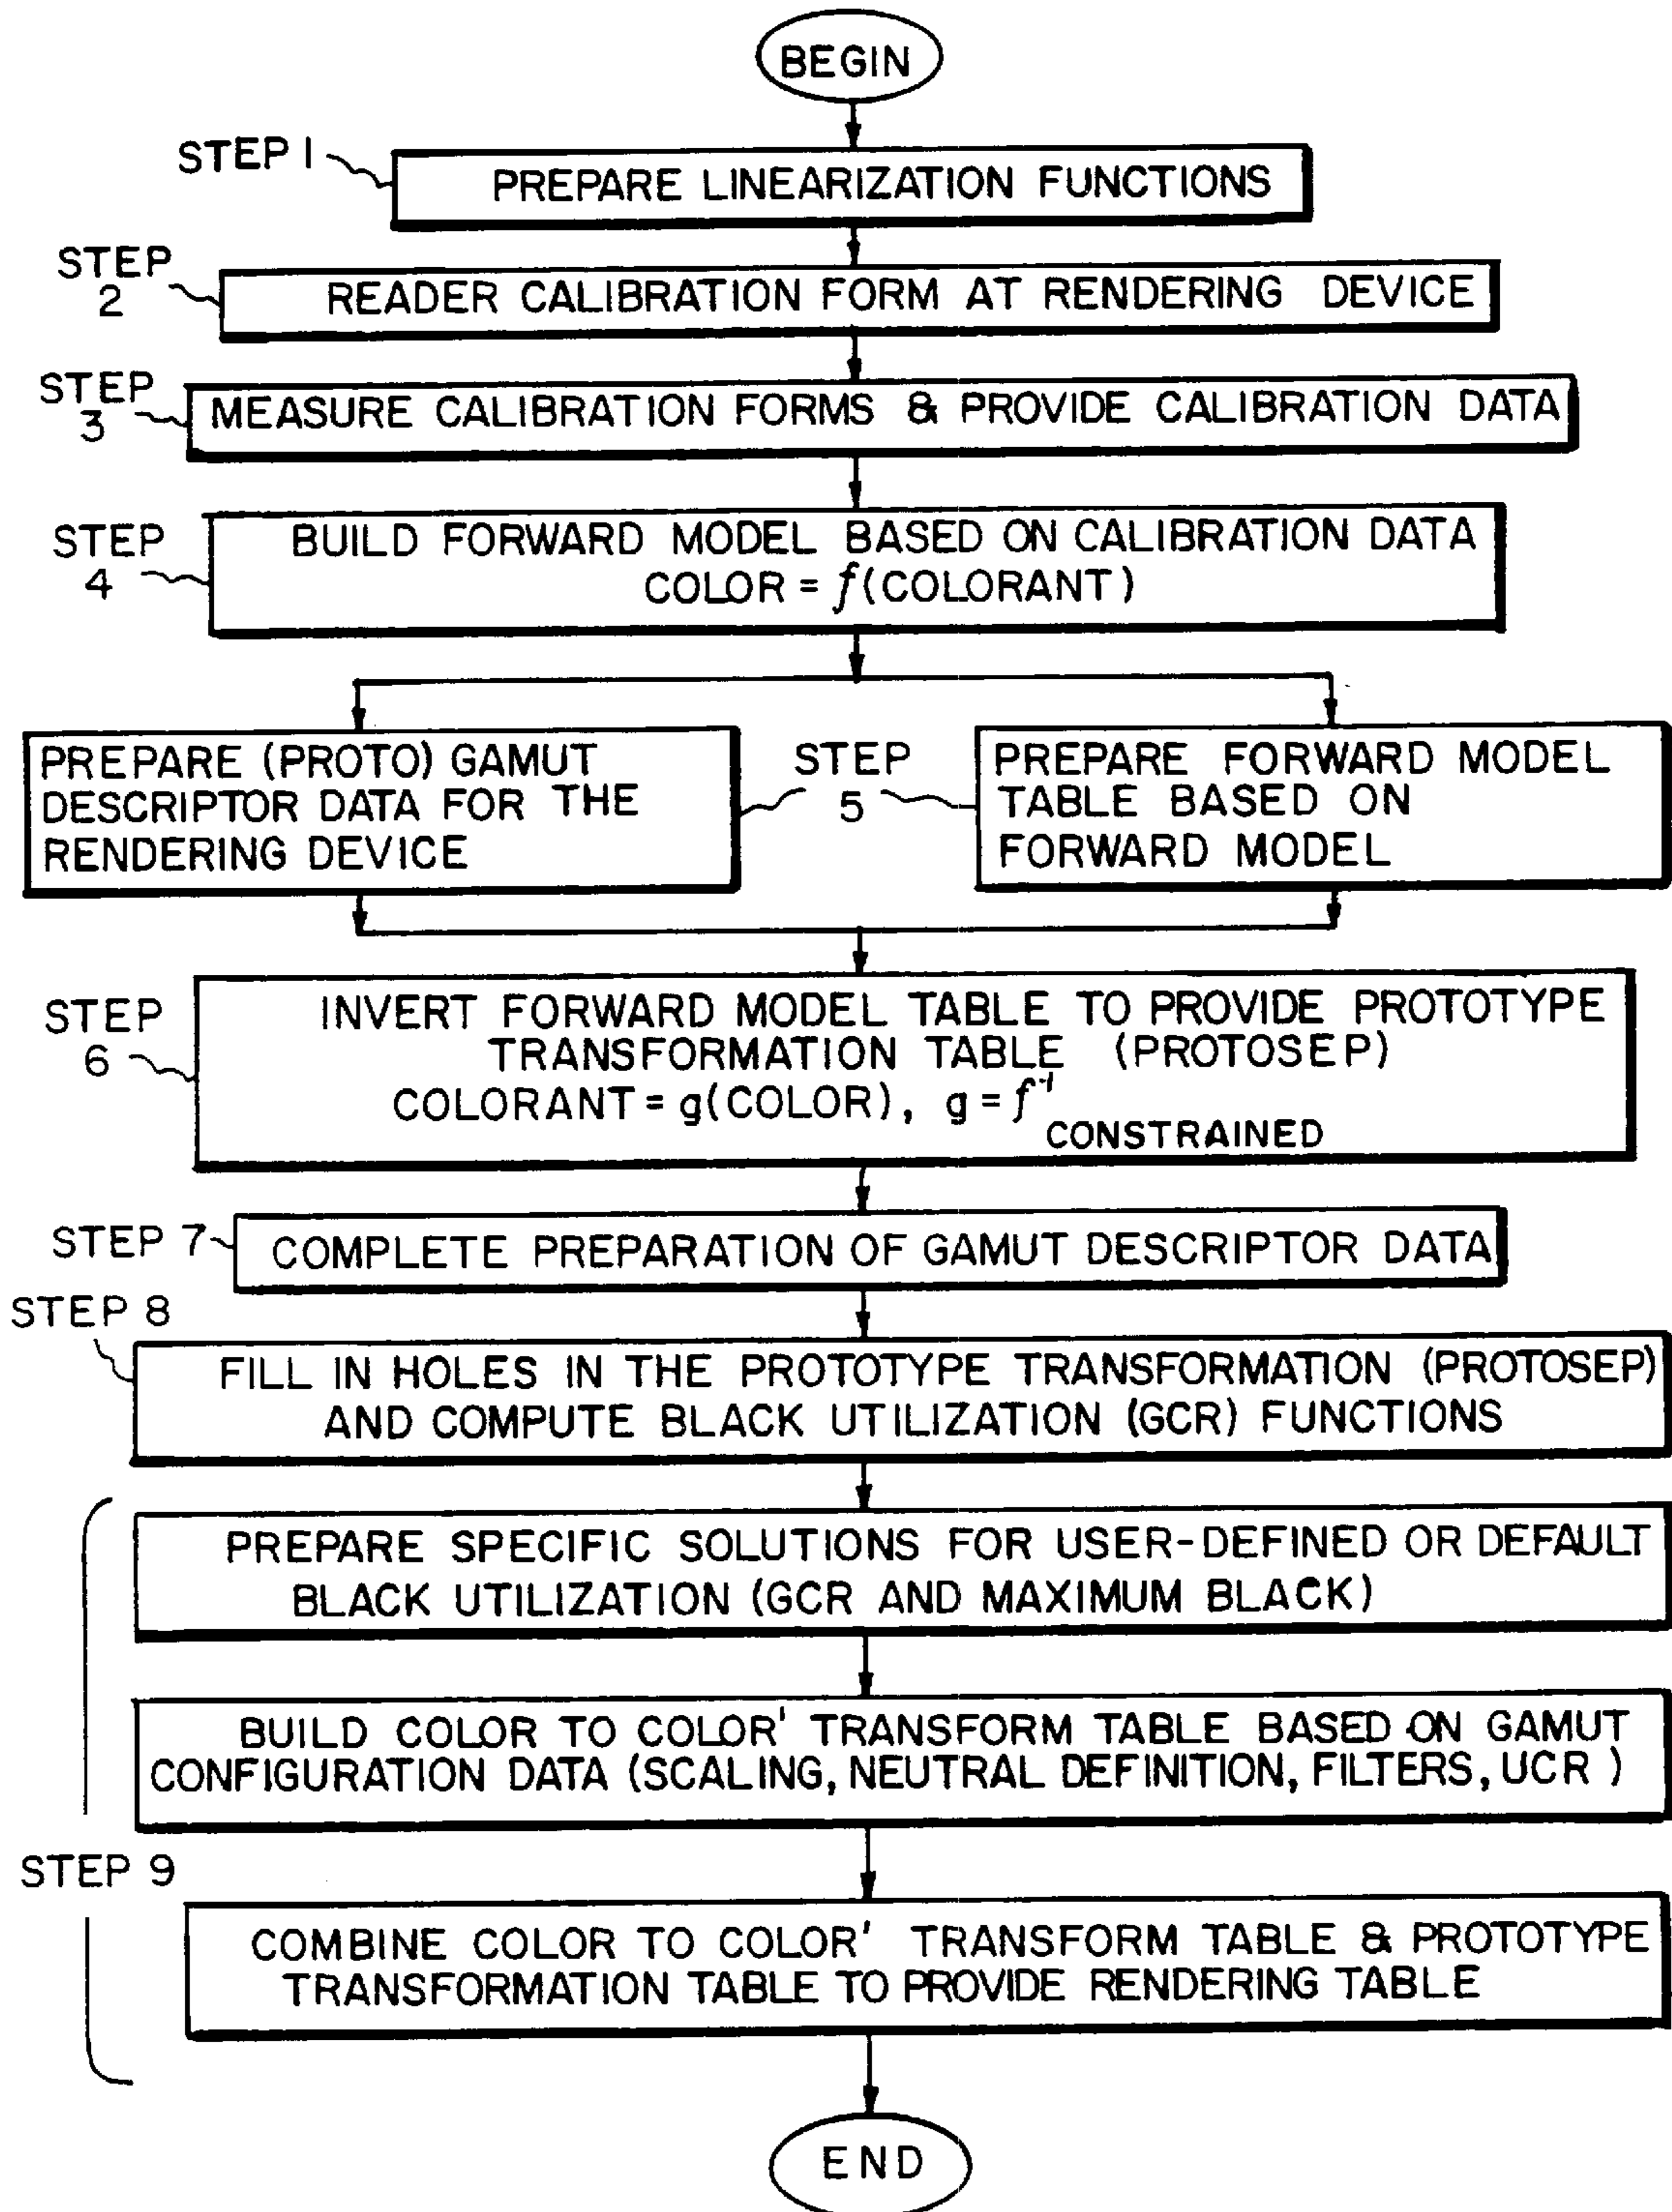 BEGIN
STEP 1
PREPARE LINEARIZATION FUNCTIONS
STEP
2
READER CALIBRATION FORM AT RENDERING DEVICE
STEP
3
MEASURE CALIBRATION FORMS & PROVIDE CALIBRATION DATA
STEP
4
BUILD FORWARD MODEL BASED ON CALIBRATION DATA
COLOR = f(COLORANT)
PREPARE (PROTO) GAMUT
DESCRIPTOR DATA FOR THE
RENDERING DEVICE
STEP
5
PREPARE FORWARD MODEL
TABLE BASED ON
FORWARD MODEL
STEP
6
INVERT FORWARD MODEL TABLE TO PROVIDE PROTOTYPE
TRANSFORMATION TABLE (PROTOSEP)
COLORANT = g(COLOR), g = f⁻¹
CONSTRAINED
STEP 7
COMPLETE PREPARATION OF GAMUT DESCRIPTOR DATA
STEP 8
FILL IN HOLES IN THE PROTOTYPE TRANSFORMATION (PROTOSEP)
AND COMPUTE BLACK UTILIZATION (GCR) FUNCTIONS
PREPARE SPECIFIC SOLUTIONS FOR USER-DEFINED OR DEFAULT
BLACK UTILIZATION (GCR AND MAXIMUM BLACK)
BUILD COLOR TO COLOR' TRANSFORM TABLE BASED ON GAMUT
CONFIGURATION DATA (SCALING, NEUTRAL DEFINITION, FILTERS, UCR )
STEP 9
COMBINE COLOR TO COLOR' TRANSFORM TABLE & PROTOTYPE
TRANSFORMATION TABLE TO PROVIDE RENDERING TABLE
END